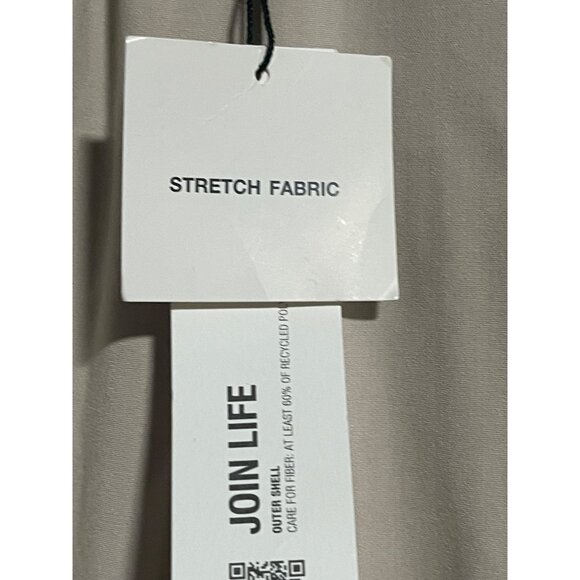 STRETCH FABRIC
JOIN LIFE
OUTER SHELL
CARE FOR FIBER: AT LEAST 60% OF RECYCLED